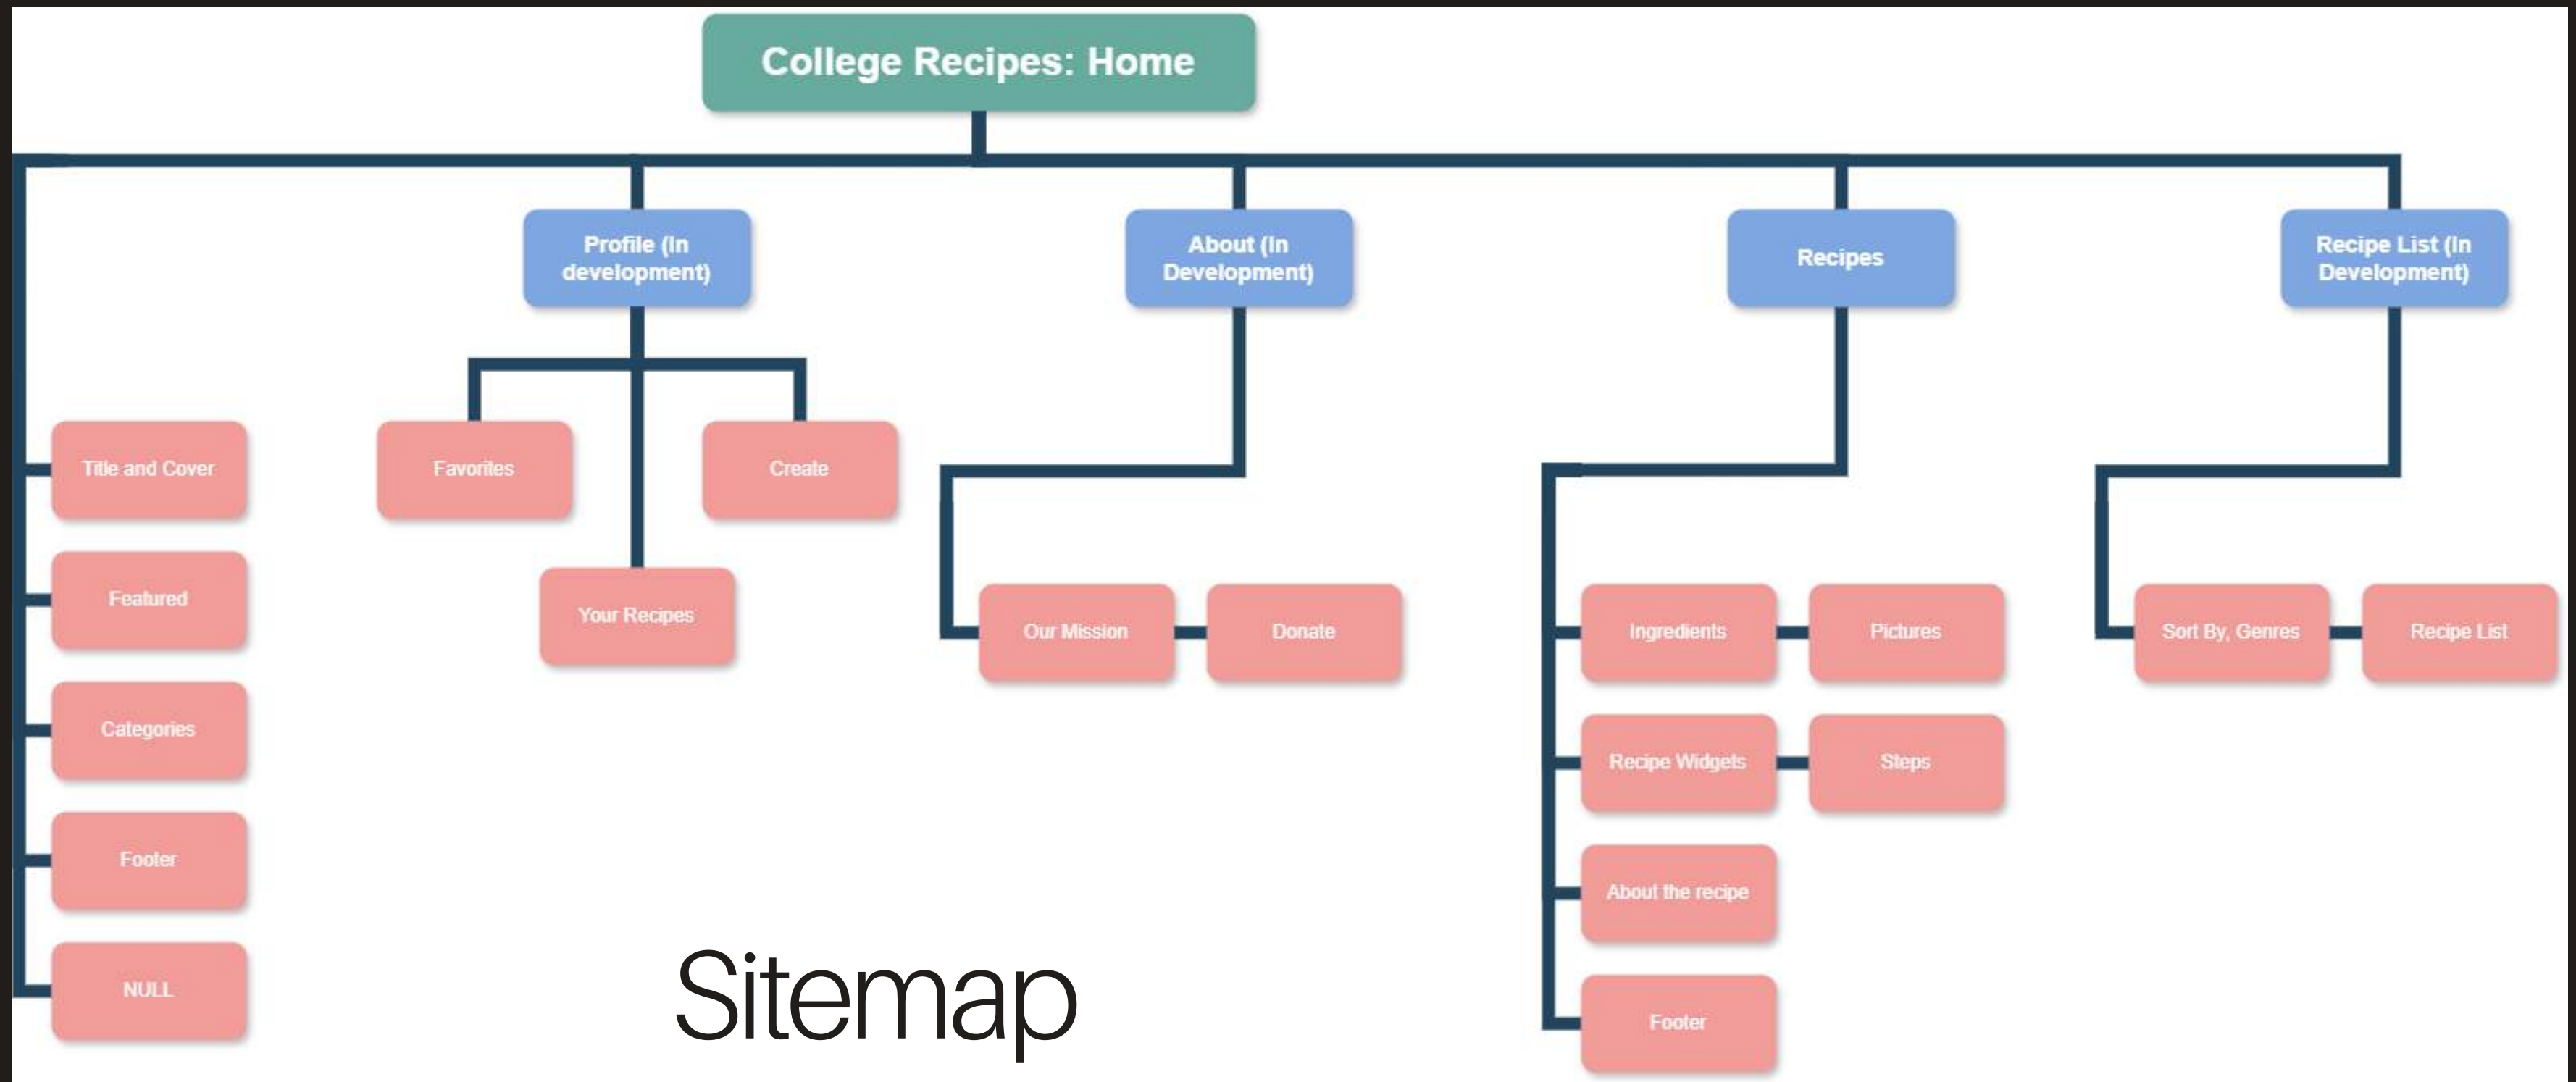 College Recipes: Home
Profile (In
development)
About (In
Development)
Recipes
Recipe List (In
Development)
Title and Cover
Favorites
Create
Featured
Your Recipes
Our Mission
Donate
Ingredients
Pictures
Sort By, Genres
Recipe List
Categories
Recipe Widgets
Steps
Footer
About the recipe
NULL
Footer
Sitemap